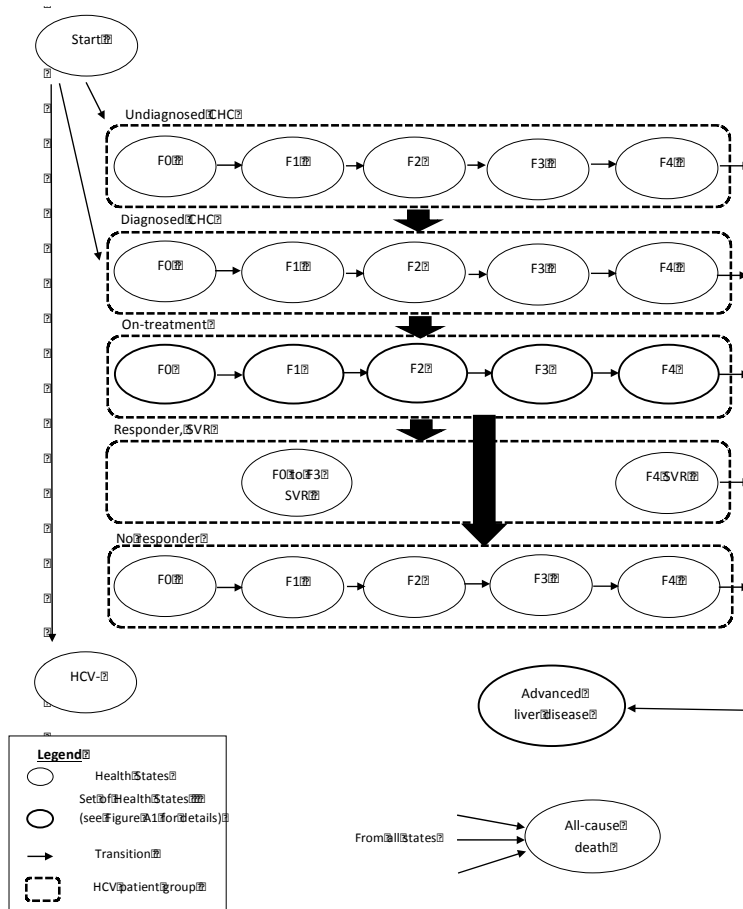 Start
Undiagnosed CHC
F0 F1 F2 F3 F4
Diagnosed CHC
F0 F1 F2 F3 F4
On-treatment
F0 F1 F2 F3 F4
Responder, SVR
F0 to F3
SVR
F4 SVR
No responder
F0 F1 F2 F3 F4
HCV-
Advanced
liver disease
Legend
Health States
Set of Health States
(see Figure A1 for details)
Transition
HCV patient group
From all states
All-cause
death